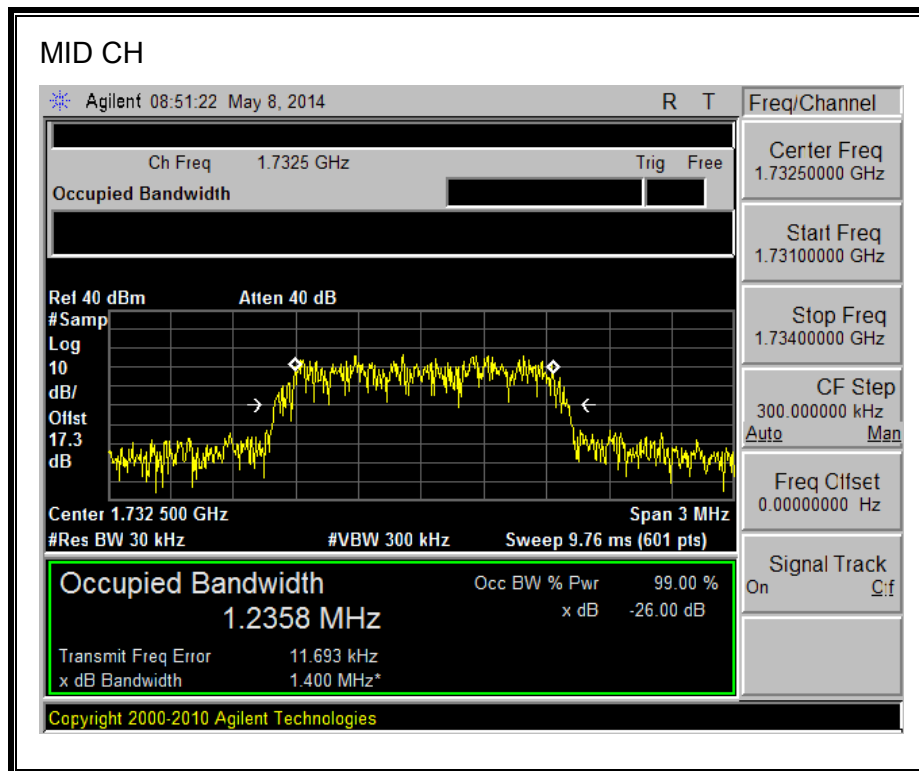 MID CH
Agilent 08:51:22 May 8, 2014 R T
Freq/Channel
Ch Freq 1.7325 GHz Trig Free
Occupied Bandwidth
Center Freq
1.73250000 GHz
Start Freq
1.73100000 GHz
Stop Freq
1.73400000 GHz
CF Step
300.000000 kHz
Auto Man
Freq Offset
0.00000000 Hz
Signal Track
On Off
Ref 40 dBm Atten 40 dB
#Samp
Log
10
dB/
Offst
17.3
dB
Center 1.732 500 GHz Span 3 MHz
#Res BW 30 kHz #VBW 300 kHz Sweep 9.76 ms (601 pts)
Occupied Bandwidth Occ BW % Pwr 99.00 %
1.2358 MHz x dB -26.00 dB
Transmit Freq Error 11.693 kHz
x dB Bandwidth 1.400 MHz*
Copyright 2000-2010 Agilent Technologies